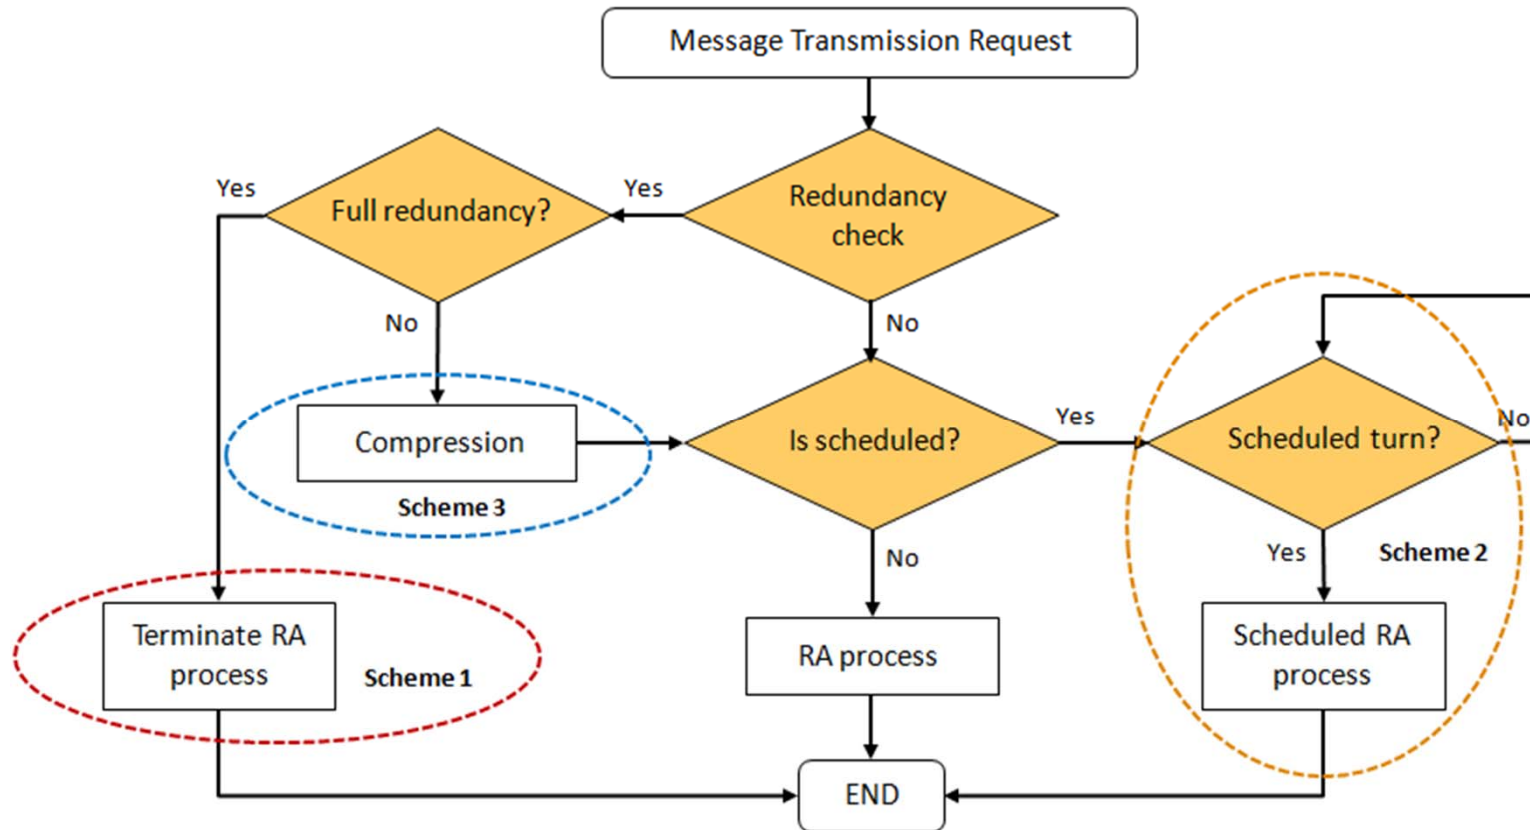 Message Transmission Request
Yes
Full redundancy?
Yes
Redundancy
check
No
No
Compression
Scheme 3
Is scheduled?
Yes
Scheduled turn?
No
No
Yes
Scheme 2
Terminate RA
process
Scheme 1
RA process
Scheduled RA
process
END